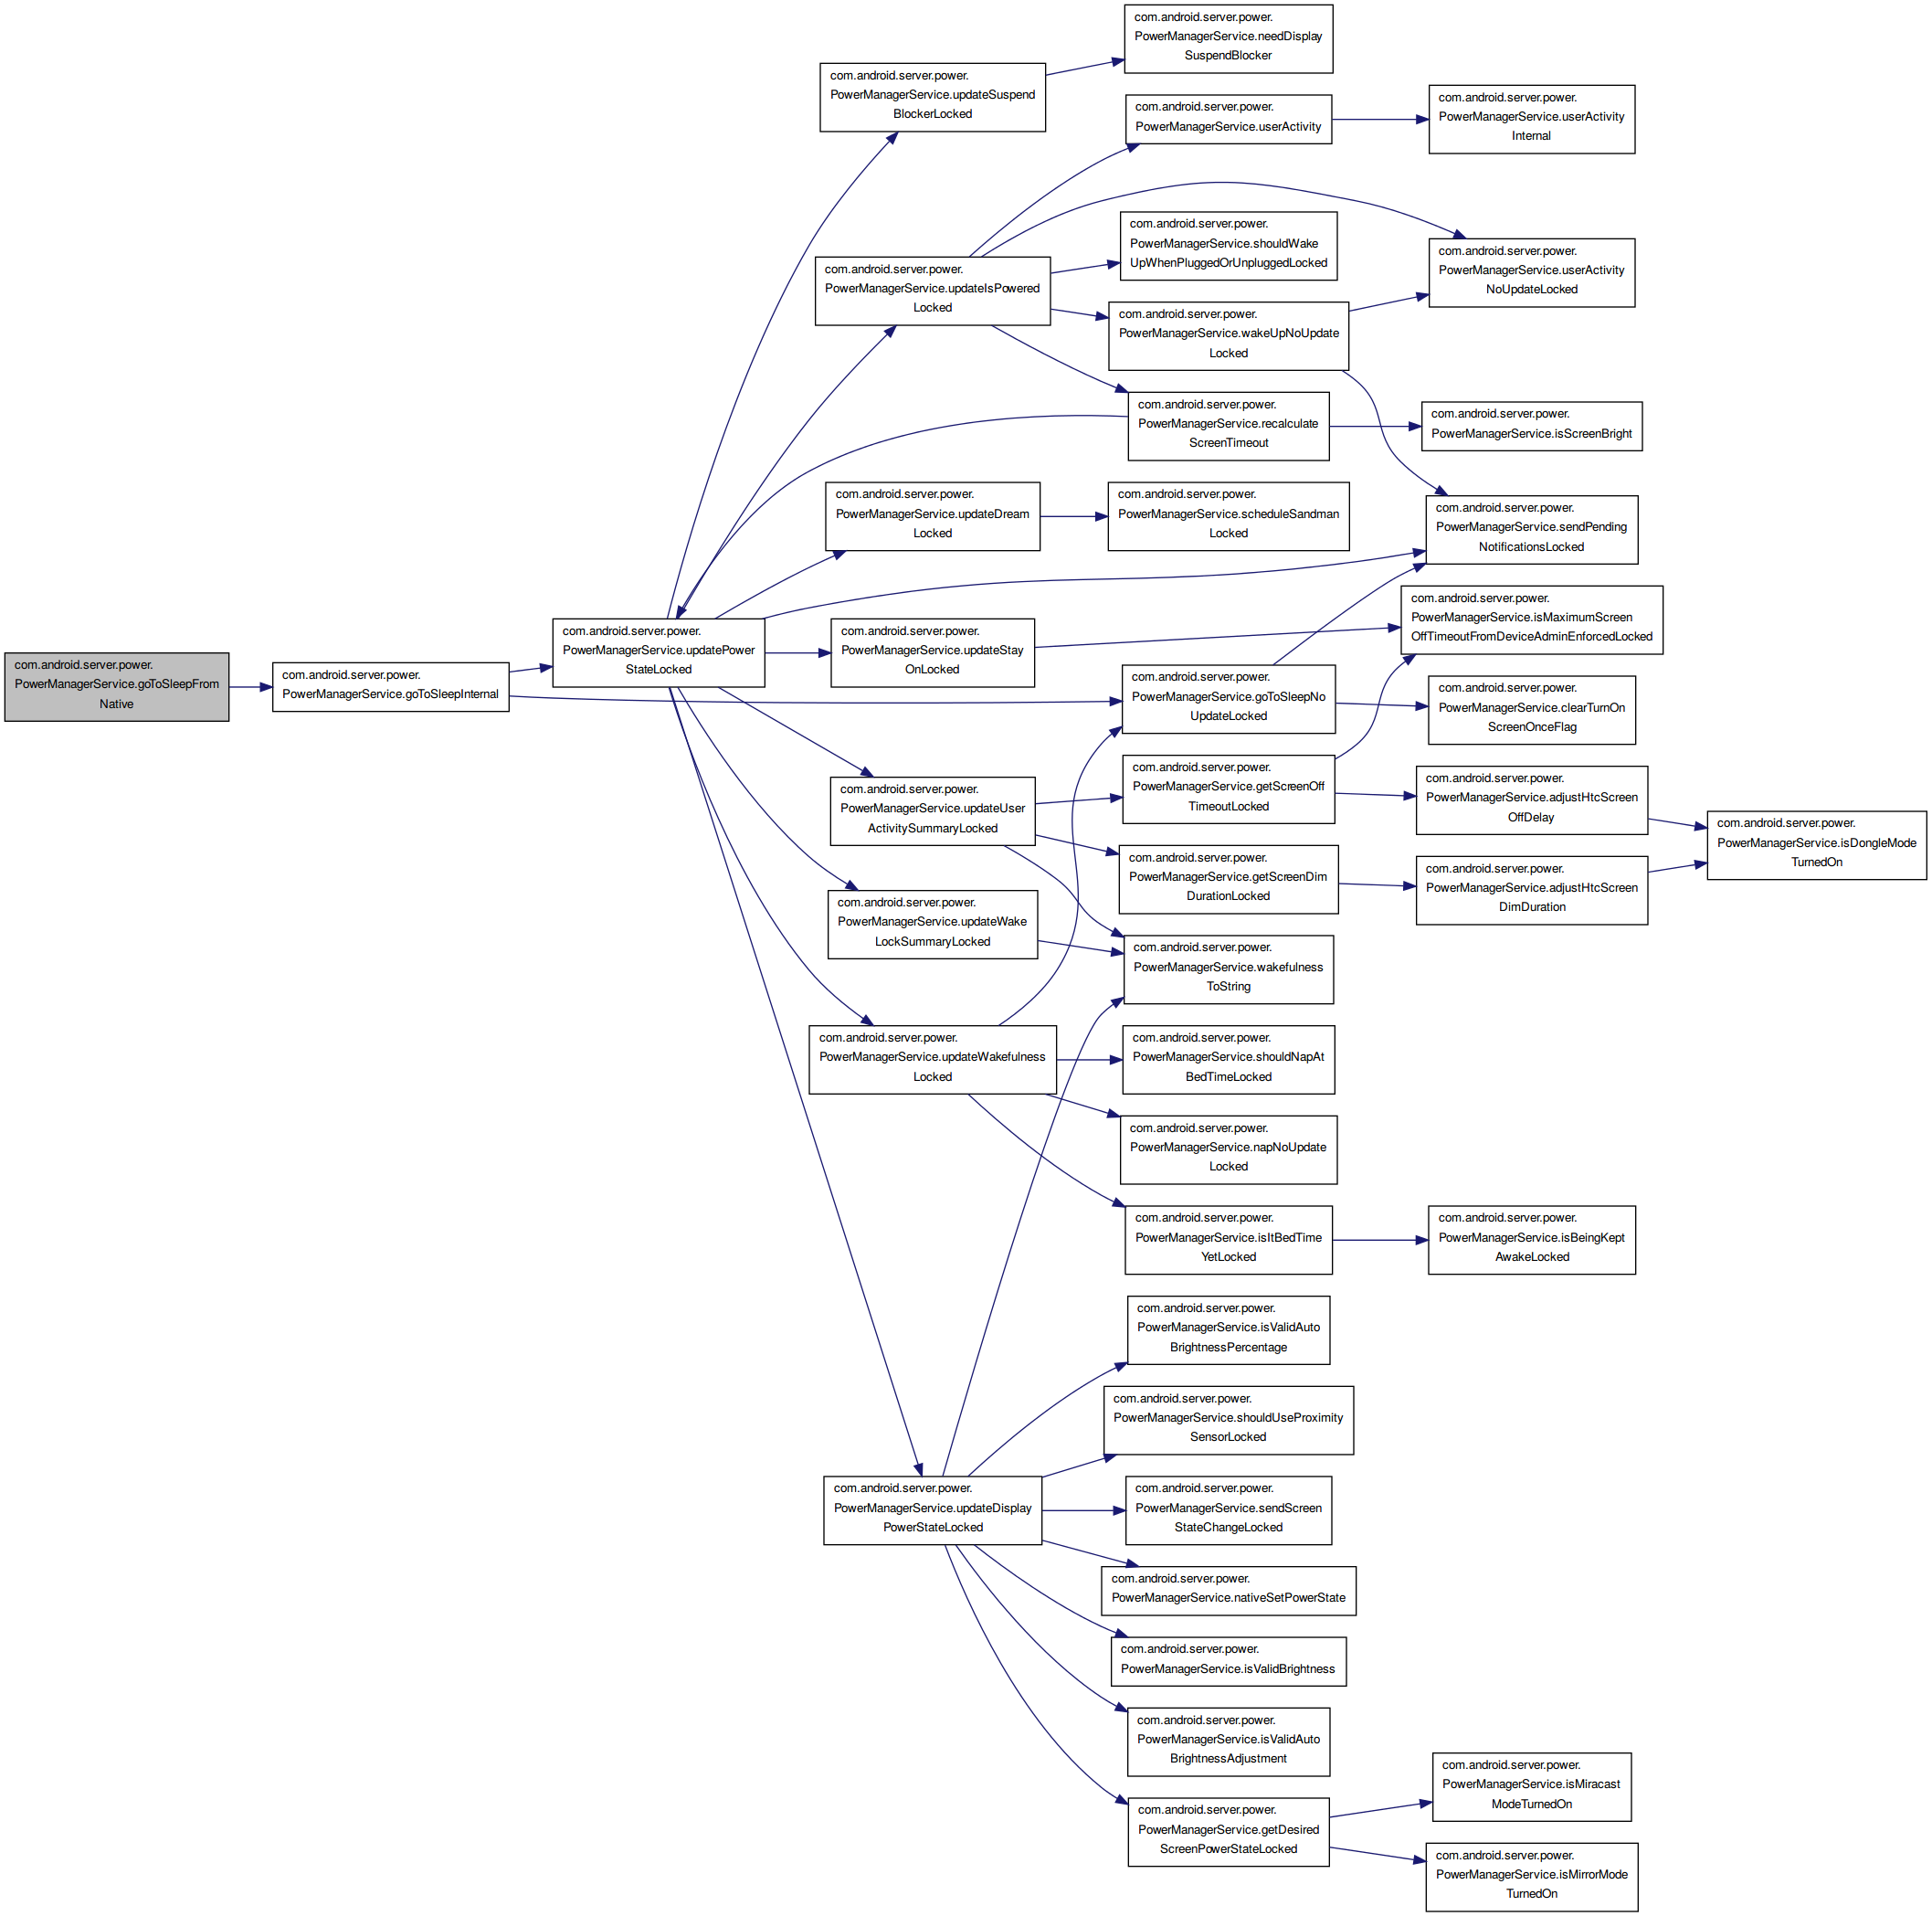 com.android.server.power.
PowerManagerService.goToSleepFrom
Native
com.android.server.power.
PowerManagerService.goToSleepInternal
com.android.server.power.
PowerManagerService.updatePower
StateLocked
com.android.server.power.
PowerManagerService.updateSuspend
BlockerLocked
com.android.server.power.
PowerManagerService.updateIsPowered
Locked
com.android.server.power.
PowerManagerService.updateDream
Locked
com.android.server.power.
PowerManagerService.updateStay
OnLocked
com.android.server.power.
PowerManagerService.updateUser
ActivitySummaryLocked
com.android.server.power.
PowerManagerService.updateWake
LockSummaryLocked
com.android.server.power.
PowerManagerService.updateWakefulness
Locked
com.android.server.power.
PowerManagerService.updateDisplay
PowerStateLocked
com.android.server.power.
PowerManagerService.needDisplay
SuspendBlocker
com.android.server.power.
PowerManagerService.userActivity
com.android.server.power.
PowerManagerService.shouldWake
UpWhenPluggedOrUnpluggedLocked
com.android.server.power.
PowerManagerService.wakeUpNoUpdate
Locked
com.android.server.power.
PowerManagerService.recalculate
ScreenTimeout
com.android.server.power.
PowerManagerService.scheduleSandman
Locked
com.android.server.power.
PowerManagerService.goToSleepNo
UpdateLocked
com.android.server.power.
PowerManagerService.getScreenOff
TimeoutLocked
com.android.server.power.
PowerManagerService.getScreenDim
DurationLocked
com.android.server.power.
PowerManagerService.wakefulness
ToString
com.android.server.power.
PowerManagerService.shouldNapAt
BedTimeLocked
com.android.server.power.
PowerManagerService.napNoUpdate
Locked
com.android.server.power.
PowerManagerService.isItBedTime
YetLocked
com.android.server.power.
PowerManagerService.isValidAuto
BrightnessPercentage
com.android.server.power.
PowerManagerService.shouldUseProximity
SensorLocked
com.android.server.power.
PowerManagerService.sendScreen
StateChangeLocked
com.android.server.power.
PowerManagerService.nativeSetPowerState
com.android.server.power.
PowerManagerService.isValidBrightness
com.android.server.power.
PowerManagerService.isValidAuto
BrightnessAdjustment
com.android.server.power.
PowerManagerService.getDesired
ScreenPowerStateLocked
com.android.server.power.
PowerManagerService.userActivity
Internal
com.android.server.power.
PowerManagerService.userActivity
NoUpdateLocked
com.android.server.power.
PowerManagerService.isScreenBright
com.android.server.power.
PowerManagerService.sendPending
NotificationsLocked
com.android.server.power.
PowerManagerService.isMaximumScreen
OffTimeoutFromDeviceAdminEnforcedLocked
com.android.server.power.
PowerManagerService.clearTurnOn
ScreenOnceFlag
com.android.server.power.
PowerManagerService.adjustHtcScreen
OffDelay
com.android.server.power.
PowerManagerService.adjustHtcScreen
DimDuration
com.android.server.power.
PowerManagerService.isBeingKept
AwakeLocked
com.android.server.power.
PowerManagerService.isMiracast
ModeTurnedOn
com.android.server.power.
PowerManagerService.isMirrorMode
TurnedOn
com.android.server.power.
PowerManagerService.isDongleMode
TurnedOn